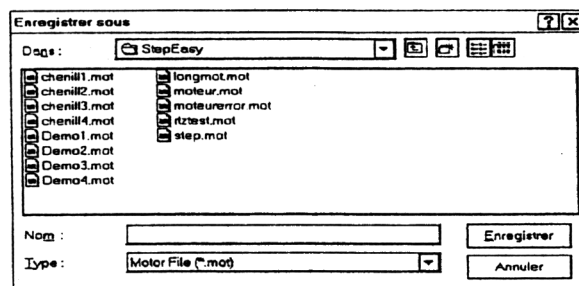 Enregistrer sous
Dans : StepEasy
chenill1.mot longmot.mot
chenill2.mot moteur.mot
chenill3.mot moteurerror.mot
chenill4.mot rtztest.mot
Demo1.mot step.mot
Demo2.mot
Demo3.mot
Demo4.mot
Nom : Enregistrer
Type : Motor File (*.mot) Annuler